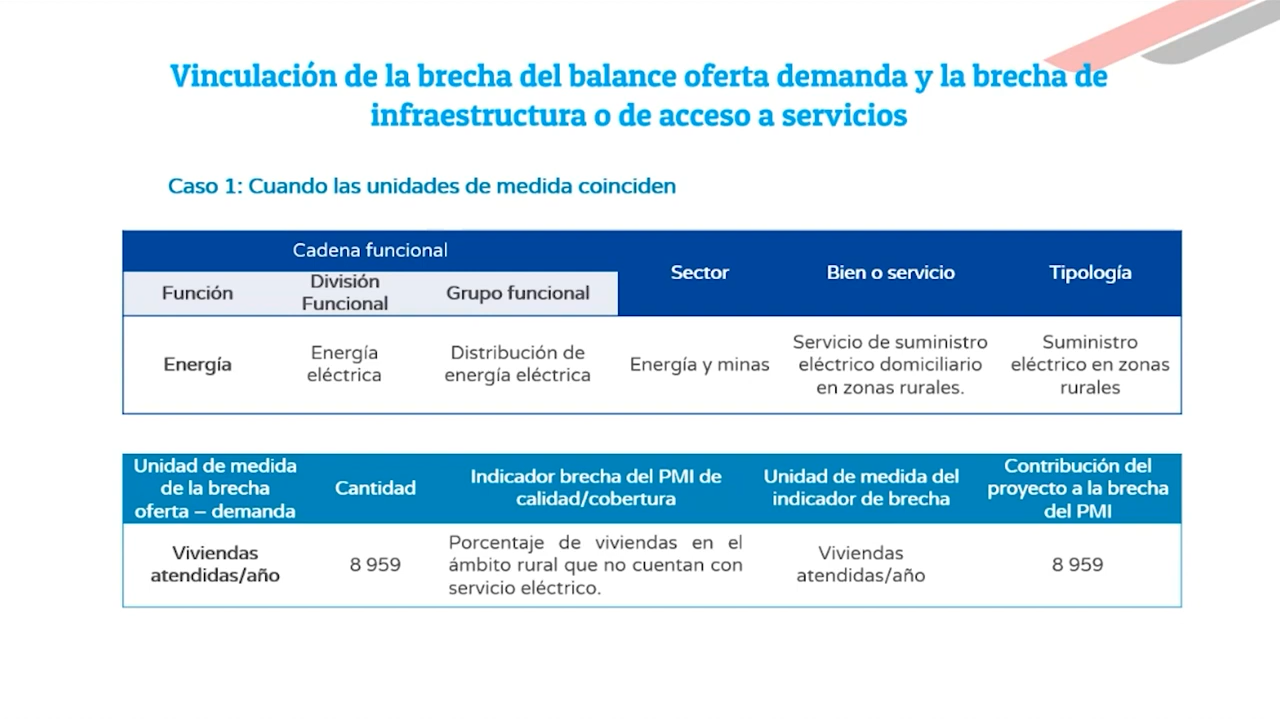 Vinculación de la brecha del balance oferta demanda y la brecha de
infraestructura o de acceso a servicios
Caso 1: Cuando las unidades de medida coinciden
Cadena funcional
Sector
Bien o servicio
Tipología
Función
División
Funcional
Grupo funcional
Energía
Energía
eléctrica
Distribución de
energía eléctrica
Energía y minas
Servicio de suministro
eléctrico domiciliario
en zonas rurales.
Suministro
eléctrico en zonas
rurales
Unidad de medida
de la brecha
oferta – demanda
Cantidad
Indicador brecha del PMI de
calidad/cobertura
Unidad de medida del
indicador de brecha
Contribución del
proyecto a la brecha
del PMI
Viviendas
atendidas/año
8 959
Porcentaje de viviendas en el
ámbito rural que no cuentan con
servicio eléctrico.
Viviendas
atendidas/año
8 959